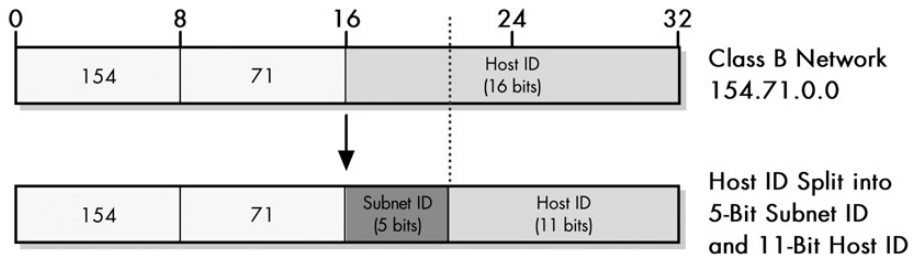 0 8 16 24 32
154 71 Host ID
(16 bits)
Class B Network
154.71.0.0
154 71 Subnet ID
(5 bits)
Host ID
(11 bits)
Host ID Split into
5-Bit Subnet ID
and 11-Bit Host ID